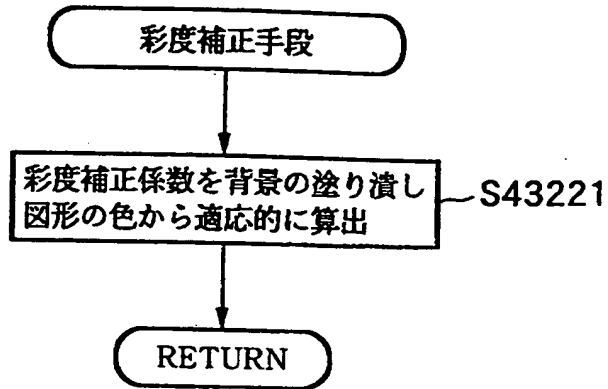 彩度補正手段
彩度補正係数を背景の塗り潰し
図形の色から適応的に算出
S43221
RETURN